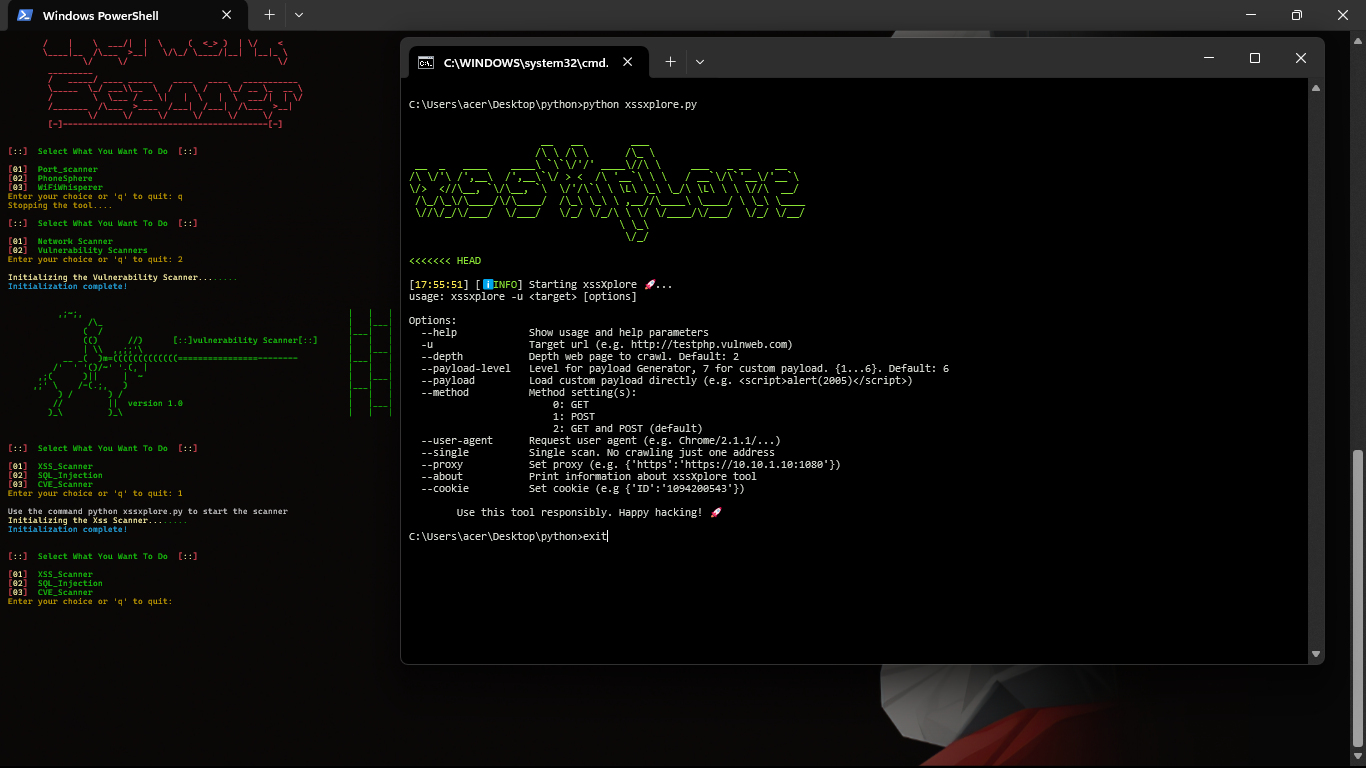 Windows PowerShell
[::] Select What You Want To Do [::]
[01] Port_scanner
[02] PhoneSphere
[03] WiFiWhisperer
Enter your choice or 'q' to quit: q
Stopping the tool....
[::] Select What You Want To Do [::]
[01] Network Scanner
[02] Vulnerability Scanners
Enter your choice or 'q' to quit: 2
Initializing the Vulnerability Scanner........
Initialization complete!
[::]vulnerability Scanner[::]
version 1.0
[::] Select What You Want To Do [::]
[01] XSS_Scanner
[02] SQL_Injection
[03] CVE_Scanner
Enter your choice or 'q' to quit: 1
Use the command python xssxplore.py to start the scanner
Initializing the Xss Scanner........
Initialization complete!
[::] Select What You Want To Do [::]
[01] XSS_Scanner
[02] SQL_Injection
[03] CVE_Scanner
Enter your choice or 'q' to quit:
C:\WINDOWS\system32\cmd.
C:\Users\acer\Desktop\python>python xssxplore.py
xssXplore
<<<<<<< HEAD
[17:55:51] [ℹ️INFO] Starting xssXplore 🚀...
usage: xssxplore -u <target> [options]
Options:
--help Show usage and help parameters
-u Target url (e.g. http://testphp.vulnweb.com)
--depth Depth web page to crawl. Default: 2
--payload-level Level for payload Generator, 7 for custom payload. {1...6}. Default: 6
--payload Load custom payload directly (e.g. <script>alert(2005)</script>)
--method Method setting(s):
0: GET
1: POST
2: GET and POST (default)
--user-agent Request user agent (e.g. Chrome/2.1.1/...)
--single Single scan. No crawling just one address
--proxy Set proxy (e.g. {'https':'https://10.10.1.10:1080'})
--about Print information about xssXplore tool
--cookie Set cookie (e.g {'ID':'1094200543'})
Use this tool responsibly. Happy hacking! 🚀
C:\Users\acer\Desktop\python>exit